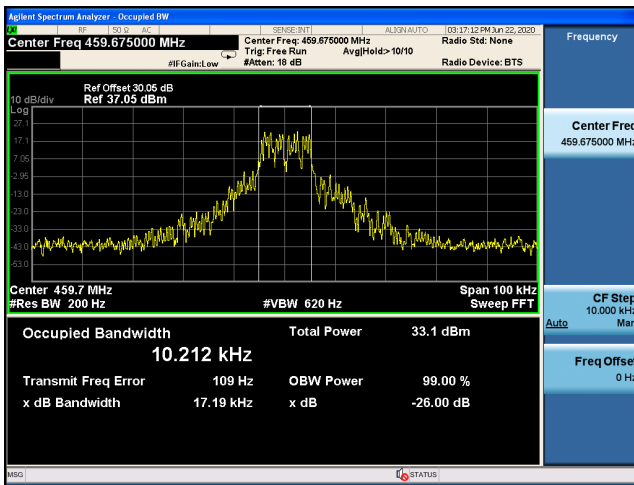 Agilent Spectrum Analyzer - Occupied BW
RF 50 Ω AC SENSE:INT ALIGN AUTO 03:17:12 PM Jun 22, 2020
Center Freq 459.675000 MHz
Center Freq: 459.675000 MHz Radio Std: None
Trig: Free Run Avg|Hold:> 10/10
#IFGain:Low #Atten: 18 dB Radio Device: BTS
Ref Offset 30.05 dB
10 dB/div Ref 37.05 dBm
Log
27.1
17.1
7.05
-2.95
-13.0
-23.0
-33.0
-43.0
-53.0
Center 459.7 MHz Span 100 kHz
#Res BW 200 Hz #VBW 620 Hz Sweep FFT
Occupied Bandwidth Total Power 33.1 dBm
10.212 kHz
Transmit Freq Error 109 Hz OBW Power 99.00 %
x dB Bandwidth 17.19 kHz x dB -26.00 dB
MSG STATUS
Frequency
Center Freq
459.675000 MHz
CF Step
10.000 kHz
Auto Man
Freq Offset
0 Hz